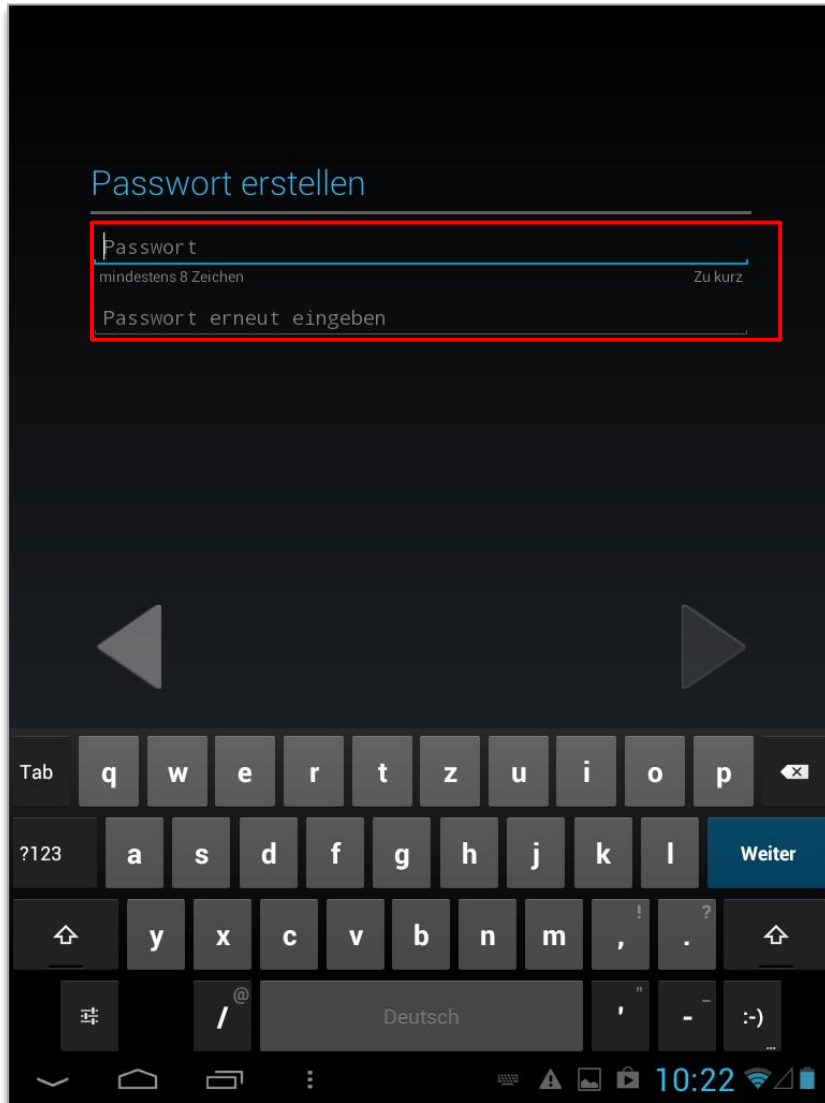 Passwort erstellen
Passwort
mindestens 8 Zeichen Zu kurz
Passwort erneut eingeben
Tab q w e r t z u i o p
?123 a s d f g h j k l Weiter
y x c v b n m , ! . ?
/ @ Deutsch ' " - _ :-) ...
10:22